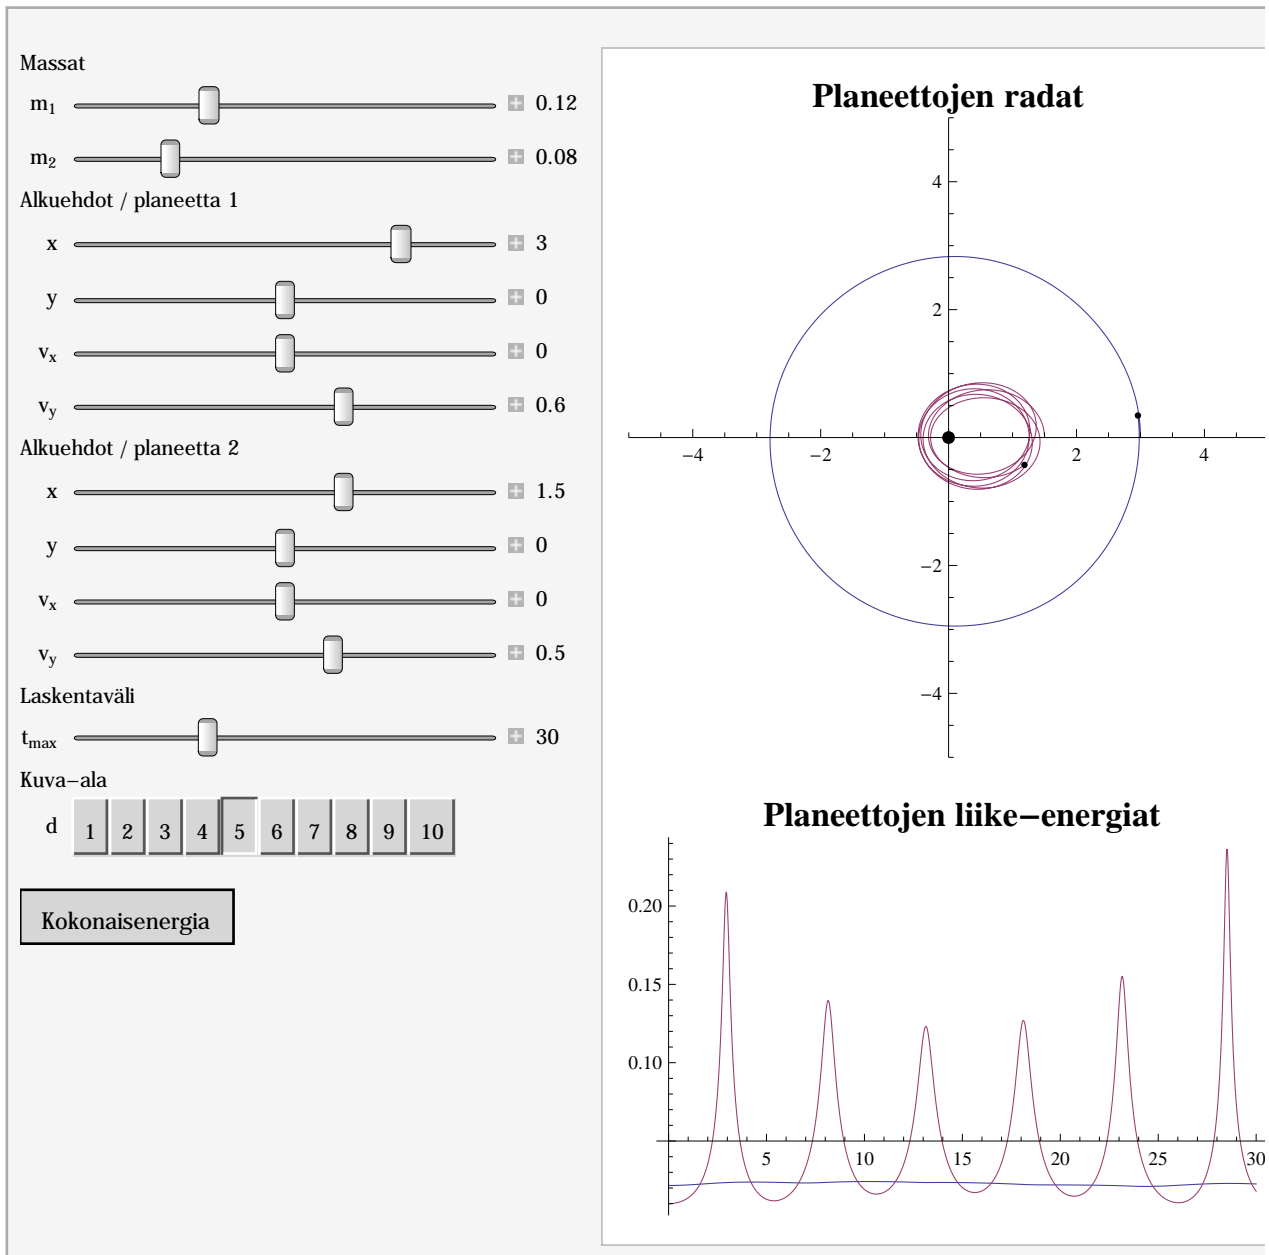 Massat
m1 0.12
m2 0.08
Alkuehdot / planeetta 1
x 3
y 0
vx 0
vy 0.6
Alkuehdot / planeetta 2
x 1.5
y 0
vx 0
vy 0.5
Laskentaväli
tmax 30
Kuva−ala
d 1 2 3 4 5 6 7 8 9 10
Kokonaisenergia
Planeettojen radat
4
2
−4 −2 2 4
−2
−4
Planeettojen liike−energiat
0.20
0.15
0.10
5 10 15 20 25 30